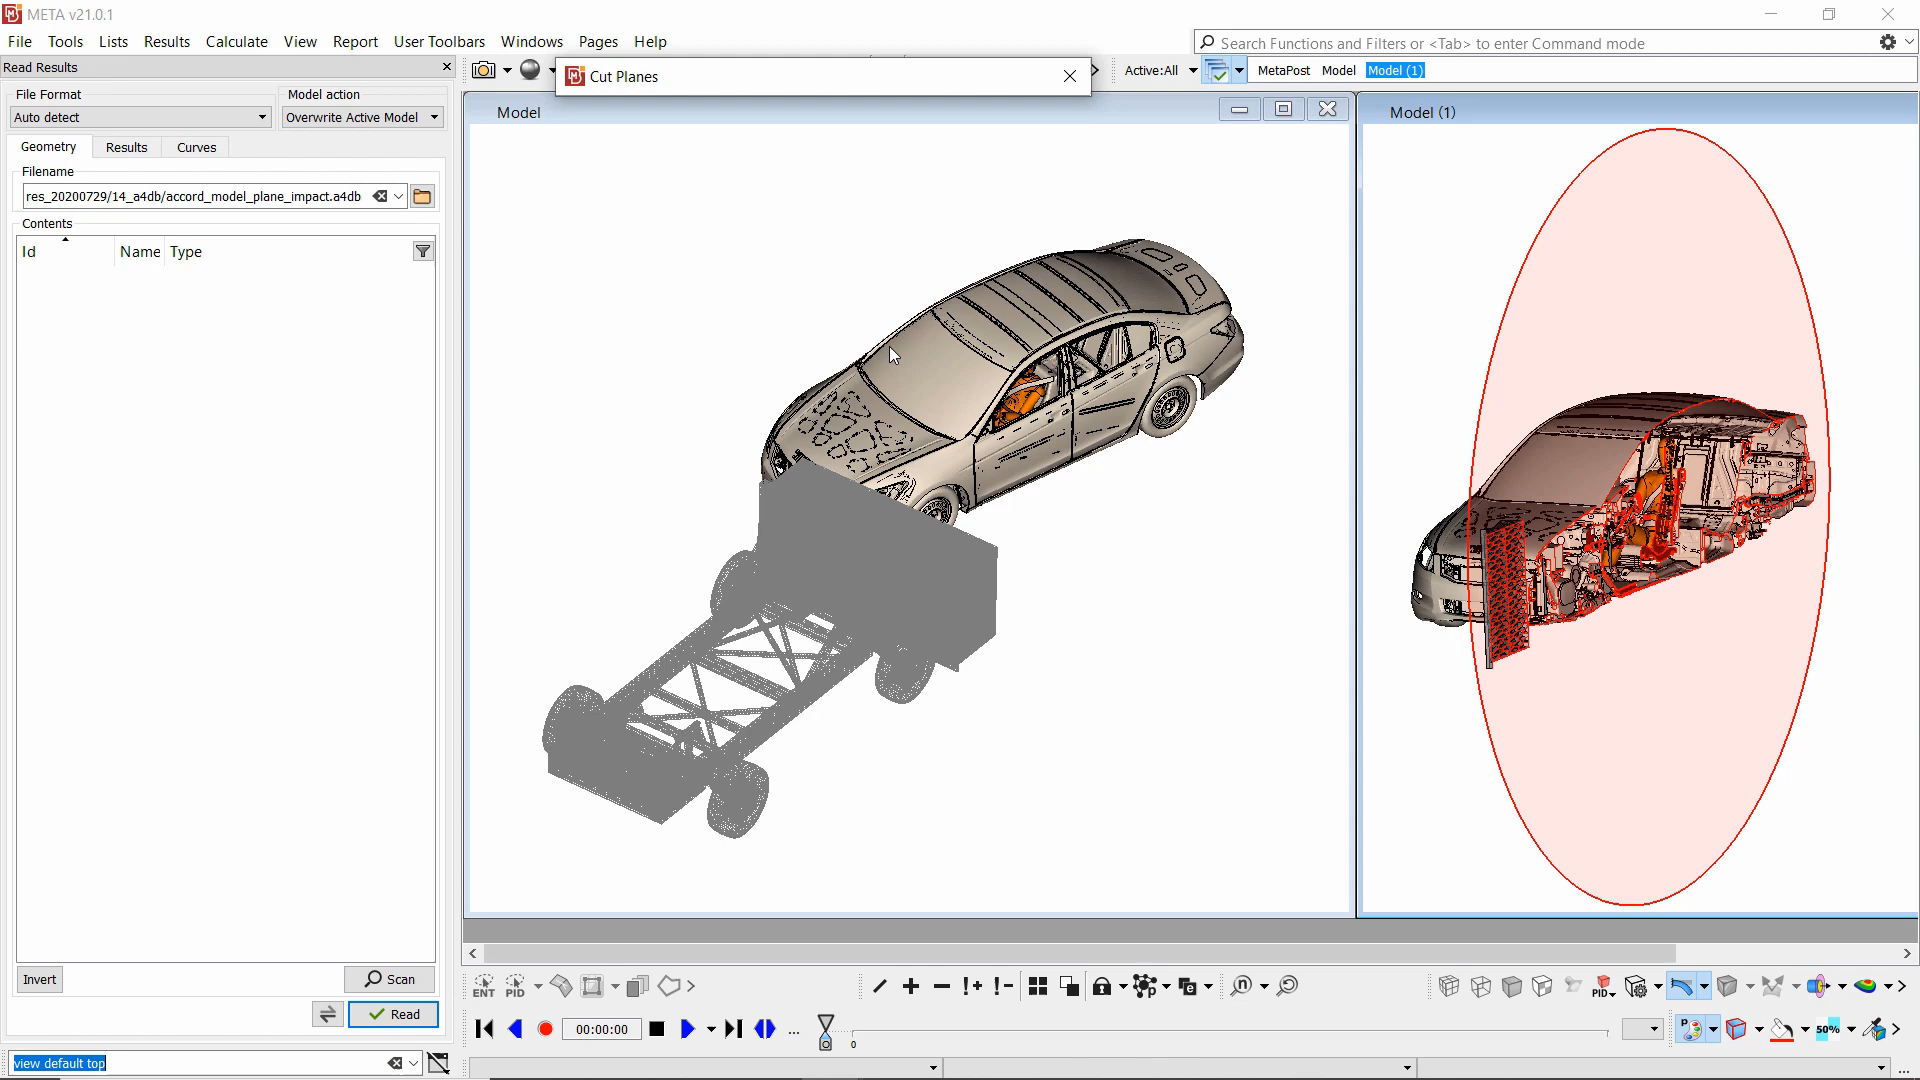 META v21.0.1
File Tools Lists Results Calculate View Report User Toolbars Windows Pages Help
Search Functions and Filters or <Tab> to enter Command mode
Read Results
Cut Planes
Active:All MetaPost Model Model (1)
File Format Model action
Auto detect Overwrite Active Model
Model
Model (1)
Geometry Results Curves
Filename
res_20200729/14_a4db/accord_model_plane_impact.a4db
Contents
Id Name Type
Invert Scan
ENT PID
PID
Read
00:00:00
0
50%
view default top